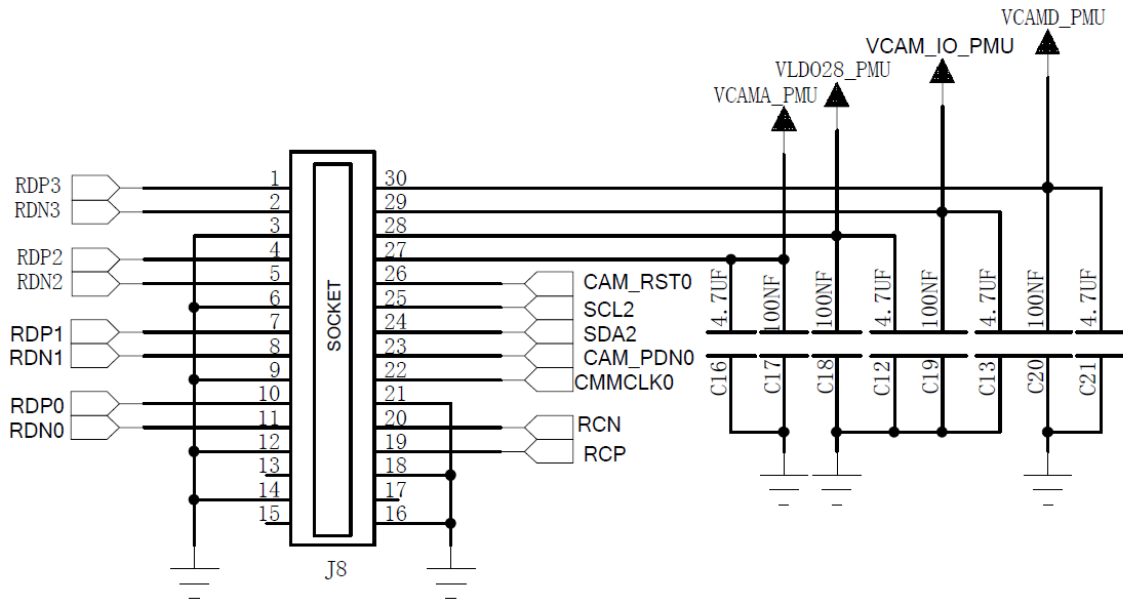 VCAMD_PMU
VCAM_IO_PMU
VLDO28_PMU
VCAMA_PMU
RDP3 1 30
RDN3 2 29
3 28
RDP2 4 27
RDN2 5 26 CAM_RST0
6 25 SCL2
RDP1 7 24 SDA2
RDN1 8 23 CAM_PDN0
9 22 CMMCLK0
RDP0 10 21
RDN0 11 20 RCN
12 19 RCP
13 18
14 17
15 16
SOCKET
J8
4.7UF 100NF 100NF 4.7UF 100NF 4.7UF 100NF 4.7UF
C16 C17 C18 C12 C19 C13 C20 C21